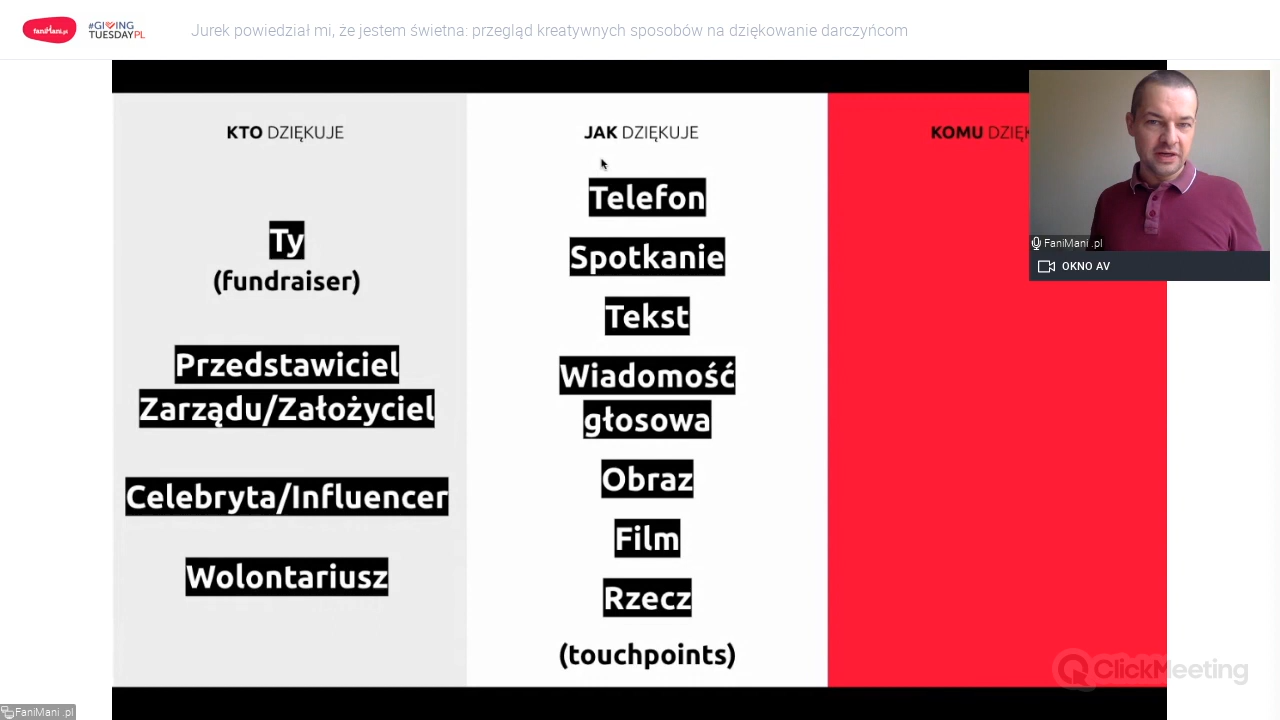 faniMani.pl
#GIVING
TUESDAYPL
Jurek powiedział mi, że jestem świetna: przegląd kreatywnych sposobów na dziękowanie darczyńcom
KTO DZIĘKUJE
Ty
(fundraiser)
Przedstawiciel
Zarządu/Założyciel
Celebryta/Influencer
Wolontariusz
JAK DZIĘKUJE
Telefon
Spotkanie
Tekst
Wiadomość
głosowa
Obraz
Film
Rzecz
(touchpoints)
KOMU DZIĘK
FaniMani .pl
OKNO AV
ClickMeeting
FaniMani .pl